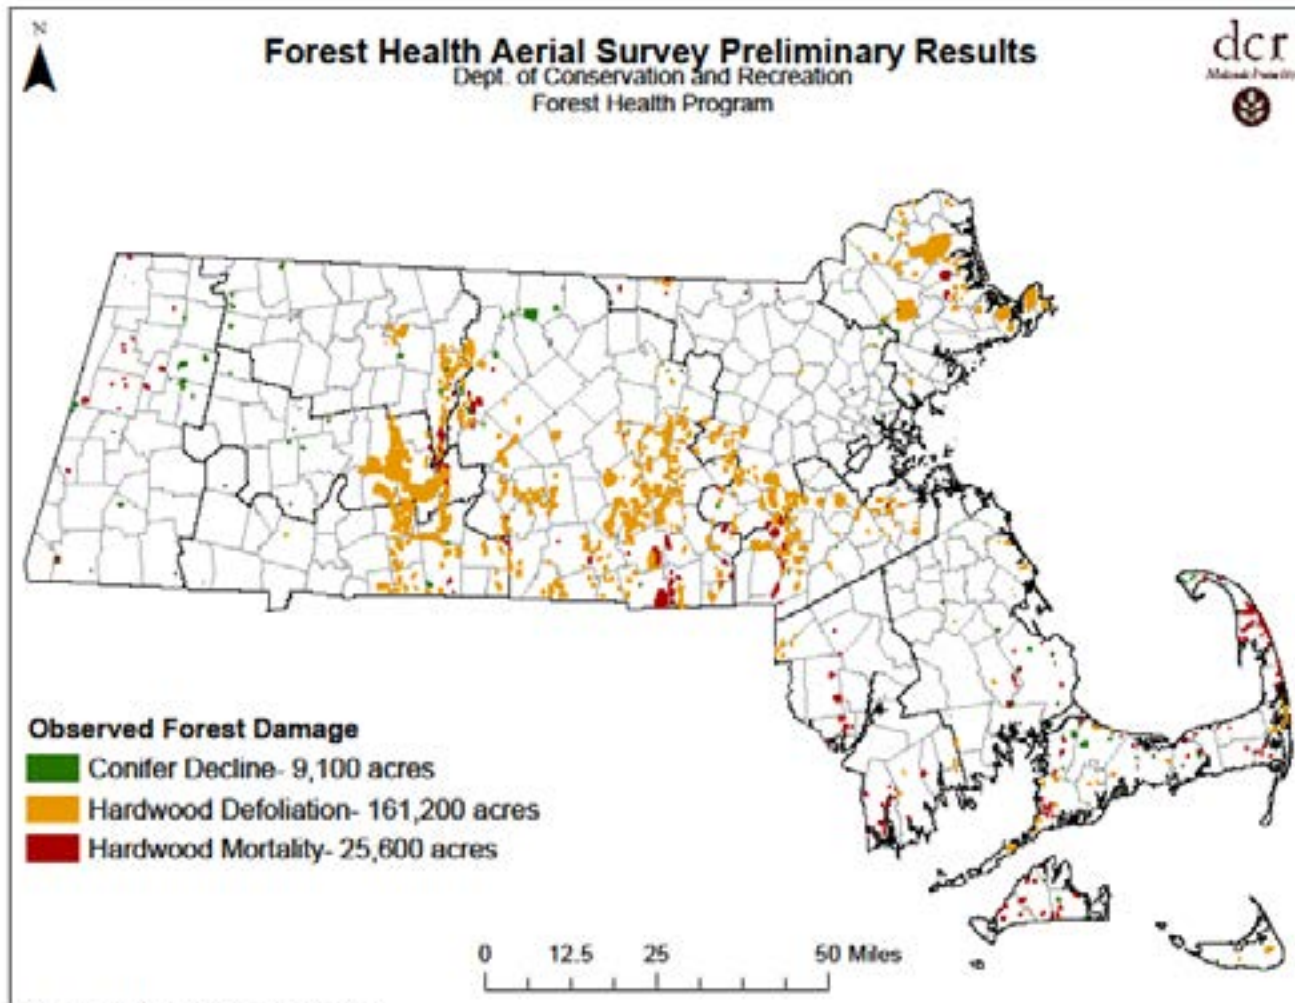 N
Forest Health Aerial Survey Preliminary Results
Dept. of Conservation and Recreation
Forest Health Program
dcr
Observed Forest Damage
Conifer Decline- 9,100 acres
Hardwood Defoliation- 161,200 acres
Hardwood Mortality- 25,600 acres
0 12.5 25 50 Miles